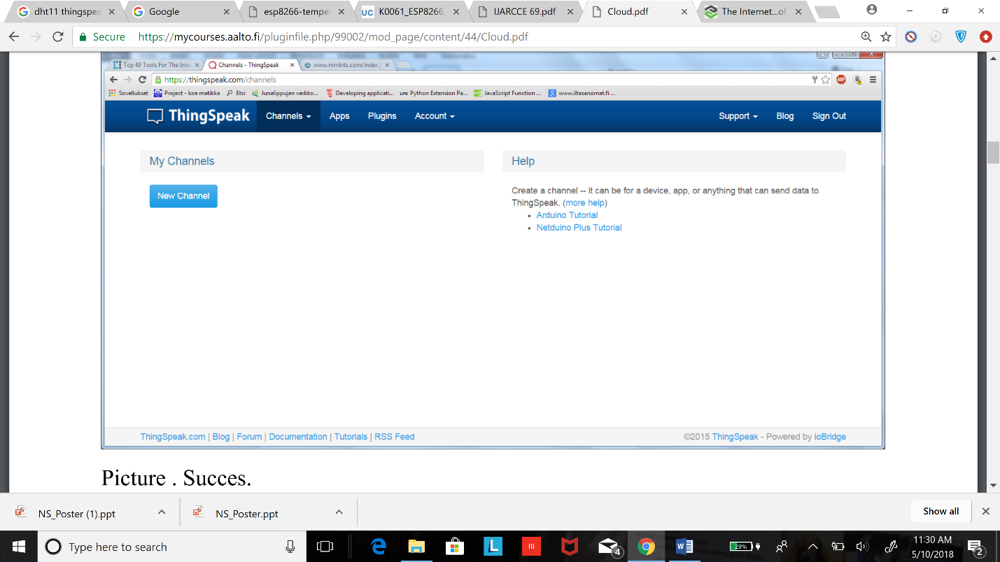 dht11 thingspea
Google
esp8266-tempe
UC K0061_ESP8266_
IJARCCE 69.pdf
Cloud.pdf
The Internet...of
Secure https://mycourses.aalto.fi/pluginfile.php/99002/mod_page/content/44/Cloud.pdf
Top 49 Tools For The Inte
Channels - ThingSpeak
www.nimbits.com/index.
https://thingspeak.com/channels
ABP
Sovellukset Project - koe matikka Etsi Junalippujen verkko... Developing applicati... LFD Python Extension Pa... JavaScript Function ... 8 www.iltasanomat.fi ...
ThingSpeak Channels Apps Plugins Account Support Blog Sign Out
My Channels
New Channel
Help
Create a channel -- it can be for a device, app, or anything that can send data to
ThingSpeak. (more help)
• Arduino Tutorial
• Netduino Plus Tutorial
ThingSpeak.com | Blog | Forum | Documentation | Tutorials | RSS Feed
©2015 ThingSpeak - Powered by ioBridge
Picture . Succes.
NS_Poster (1).ppt
NS_Poster.ppt
Show all
Type here to search
L
4
W
29%
11:30 AM
5/10/2018
2